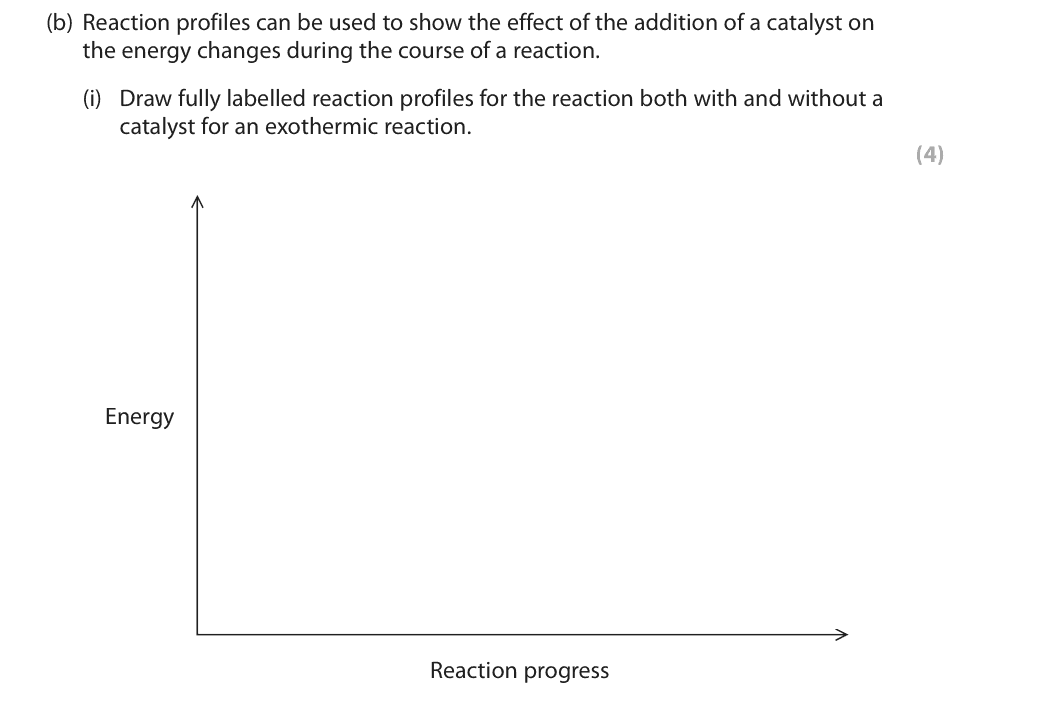 (b) Reaction profiles can be used to show the effect of the addition of a catalyst on
the energy changes during the course of a reaction.
(i) Draw fully labelled reaction profiles for the reaction both with and without a
catalyst for an exothermic reaction.
(4)
Energy
Reaction progress